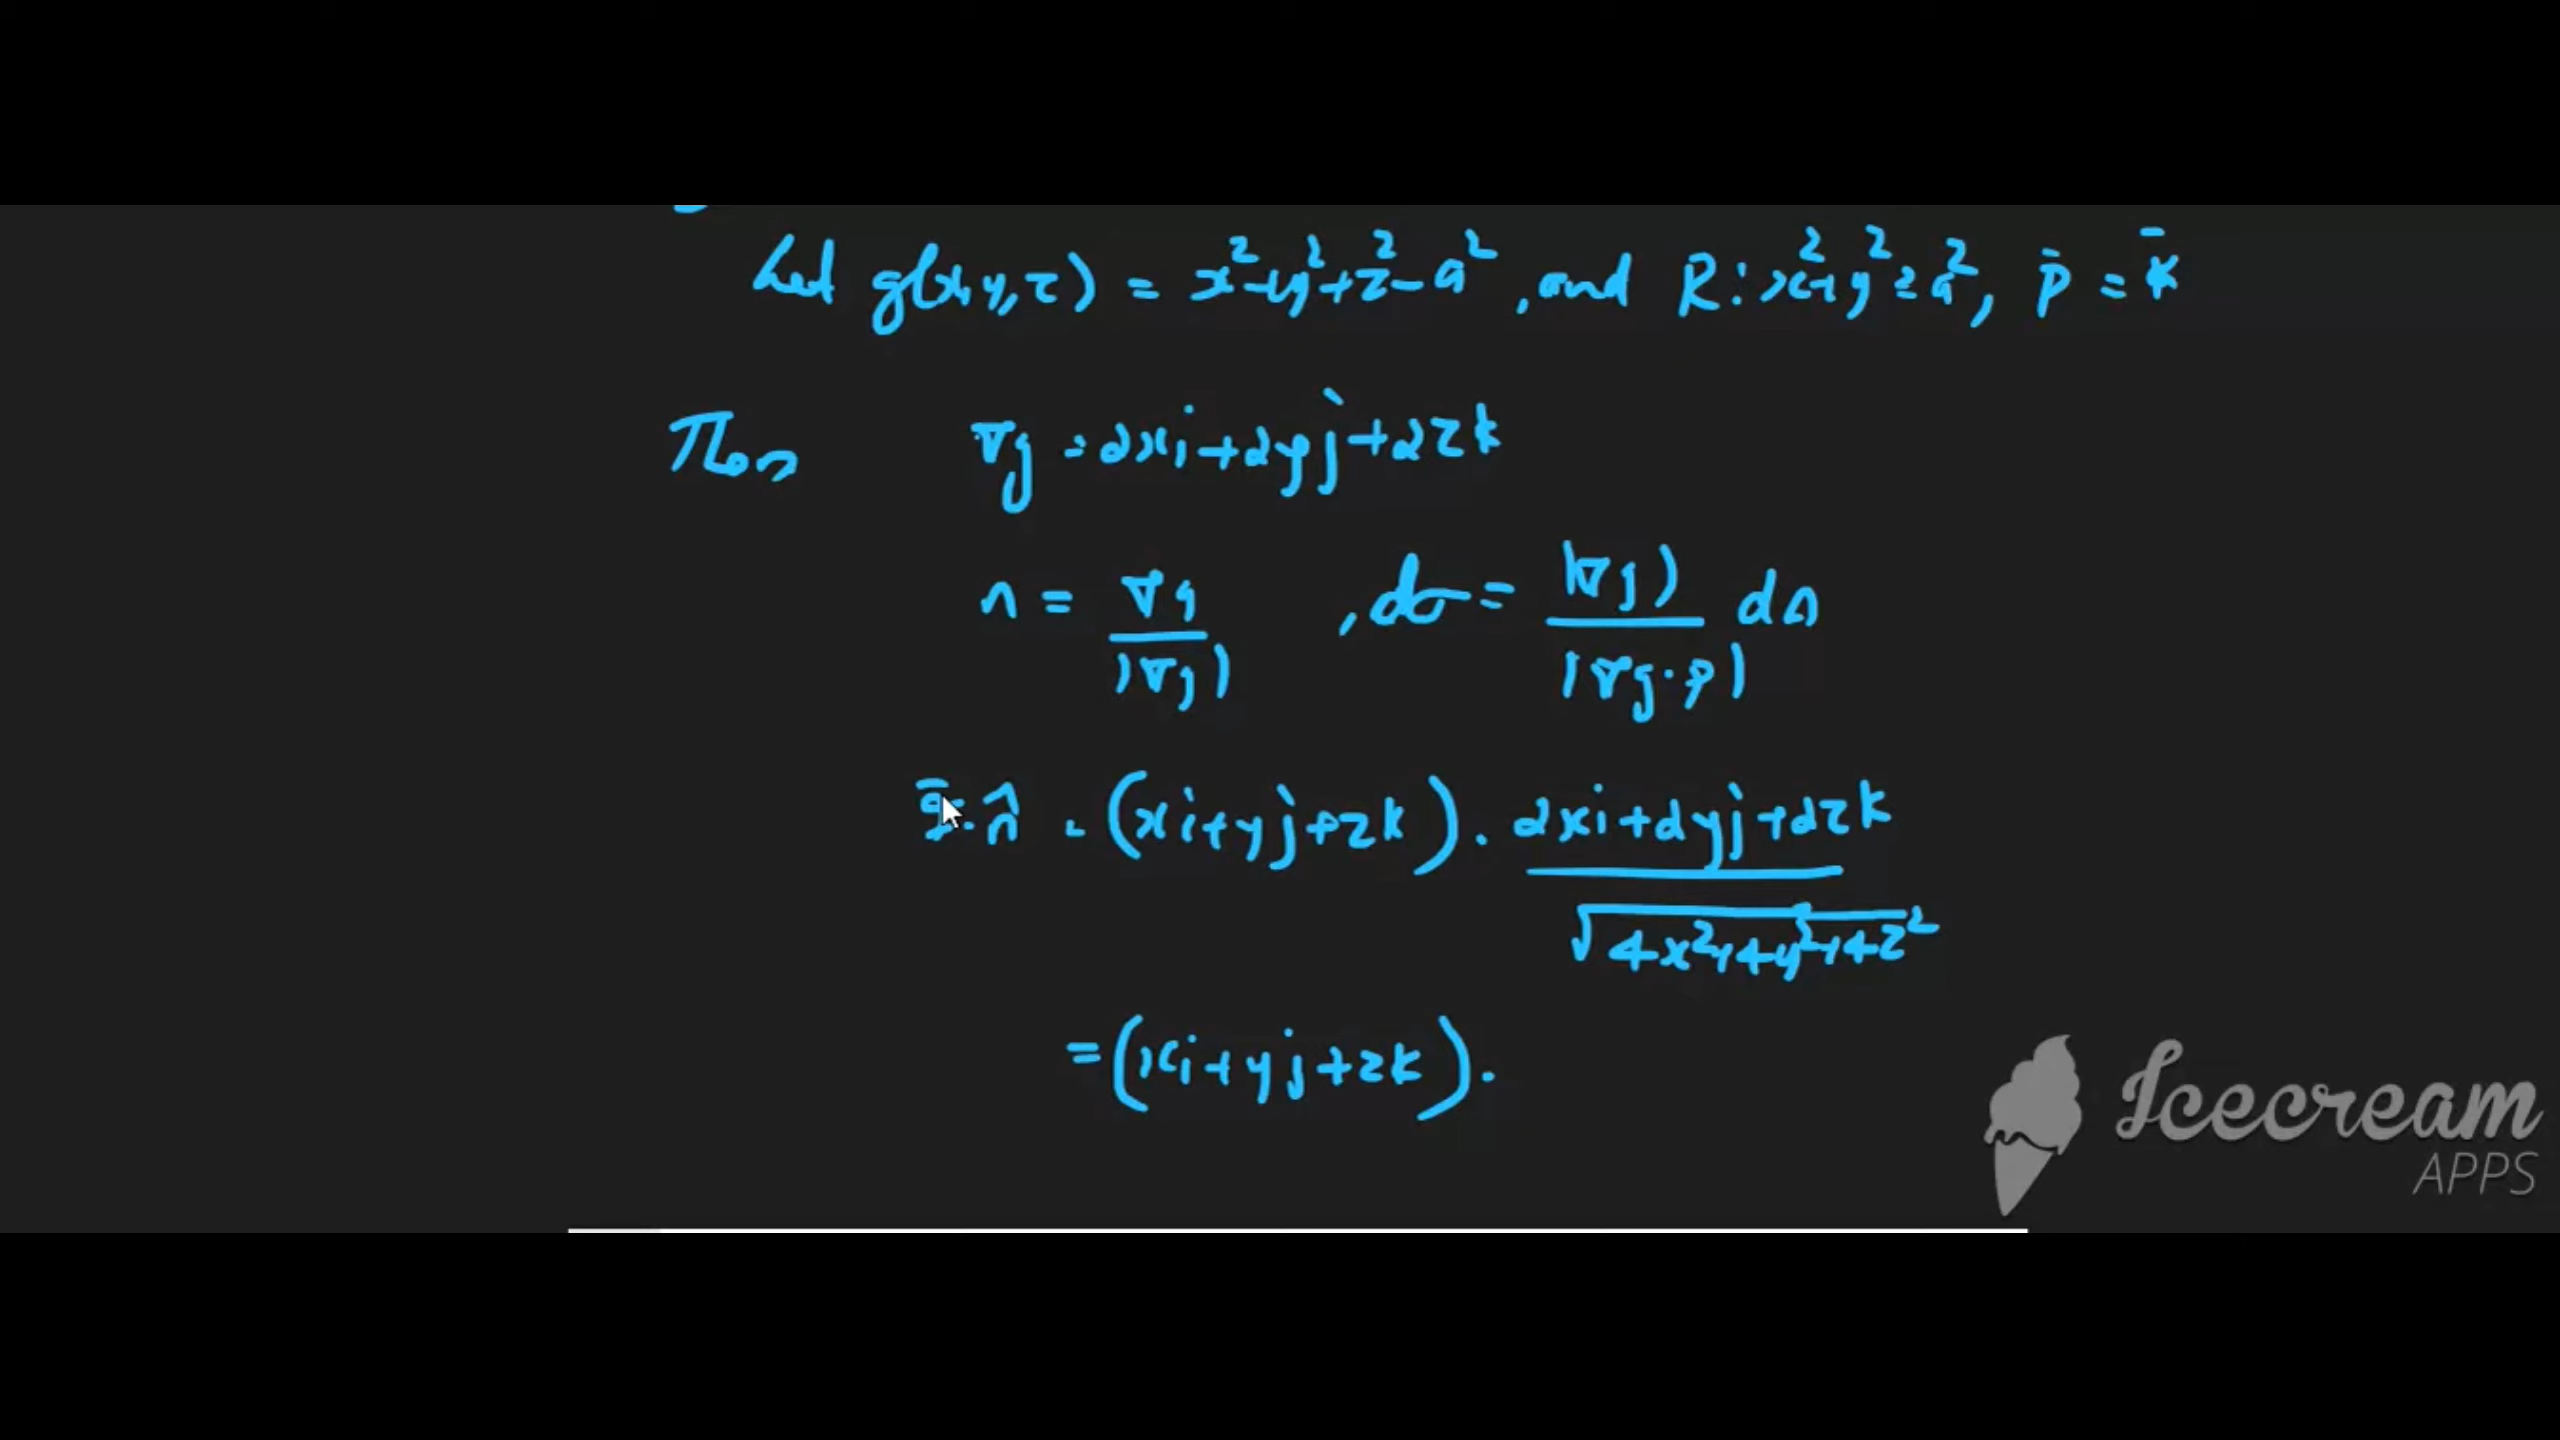 Let g(x,y,z) = x²+y²+z²-a², and R: x²+y²=a², p̄ = k̄
Then ∇g = 2xi+2yj+2zk
n = ∇g/|∇g| , dσ = |∇g|/|∇g·p| dA
F̄·n̂ = (xi+yj+zk) · 2xi+2yj+2zk/√4x²+4y²+4z²
= (xi+yj+zk) ·
Icecream
APPS